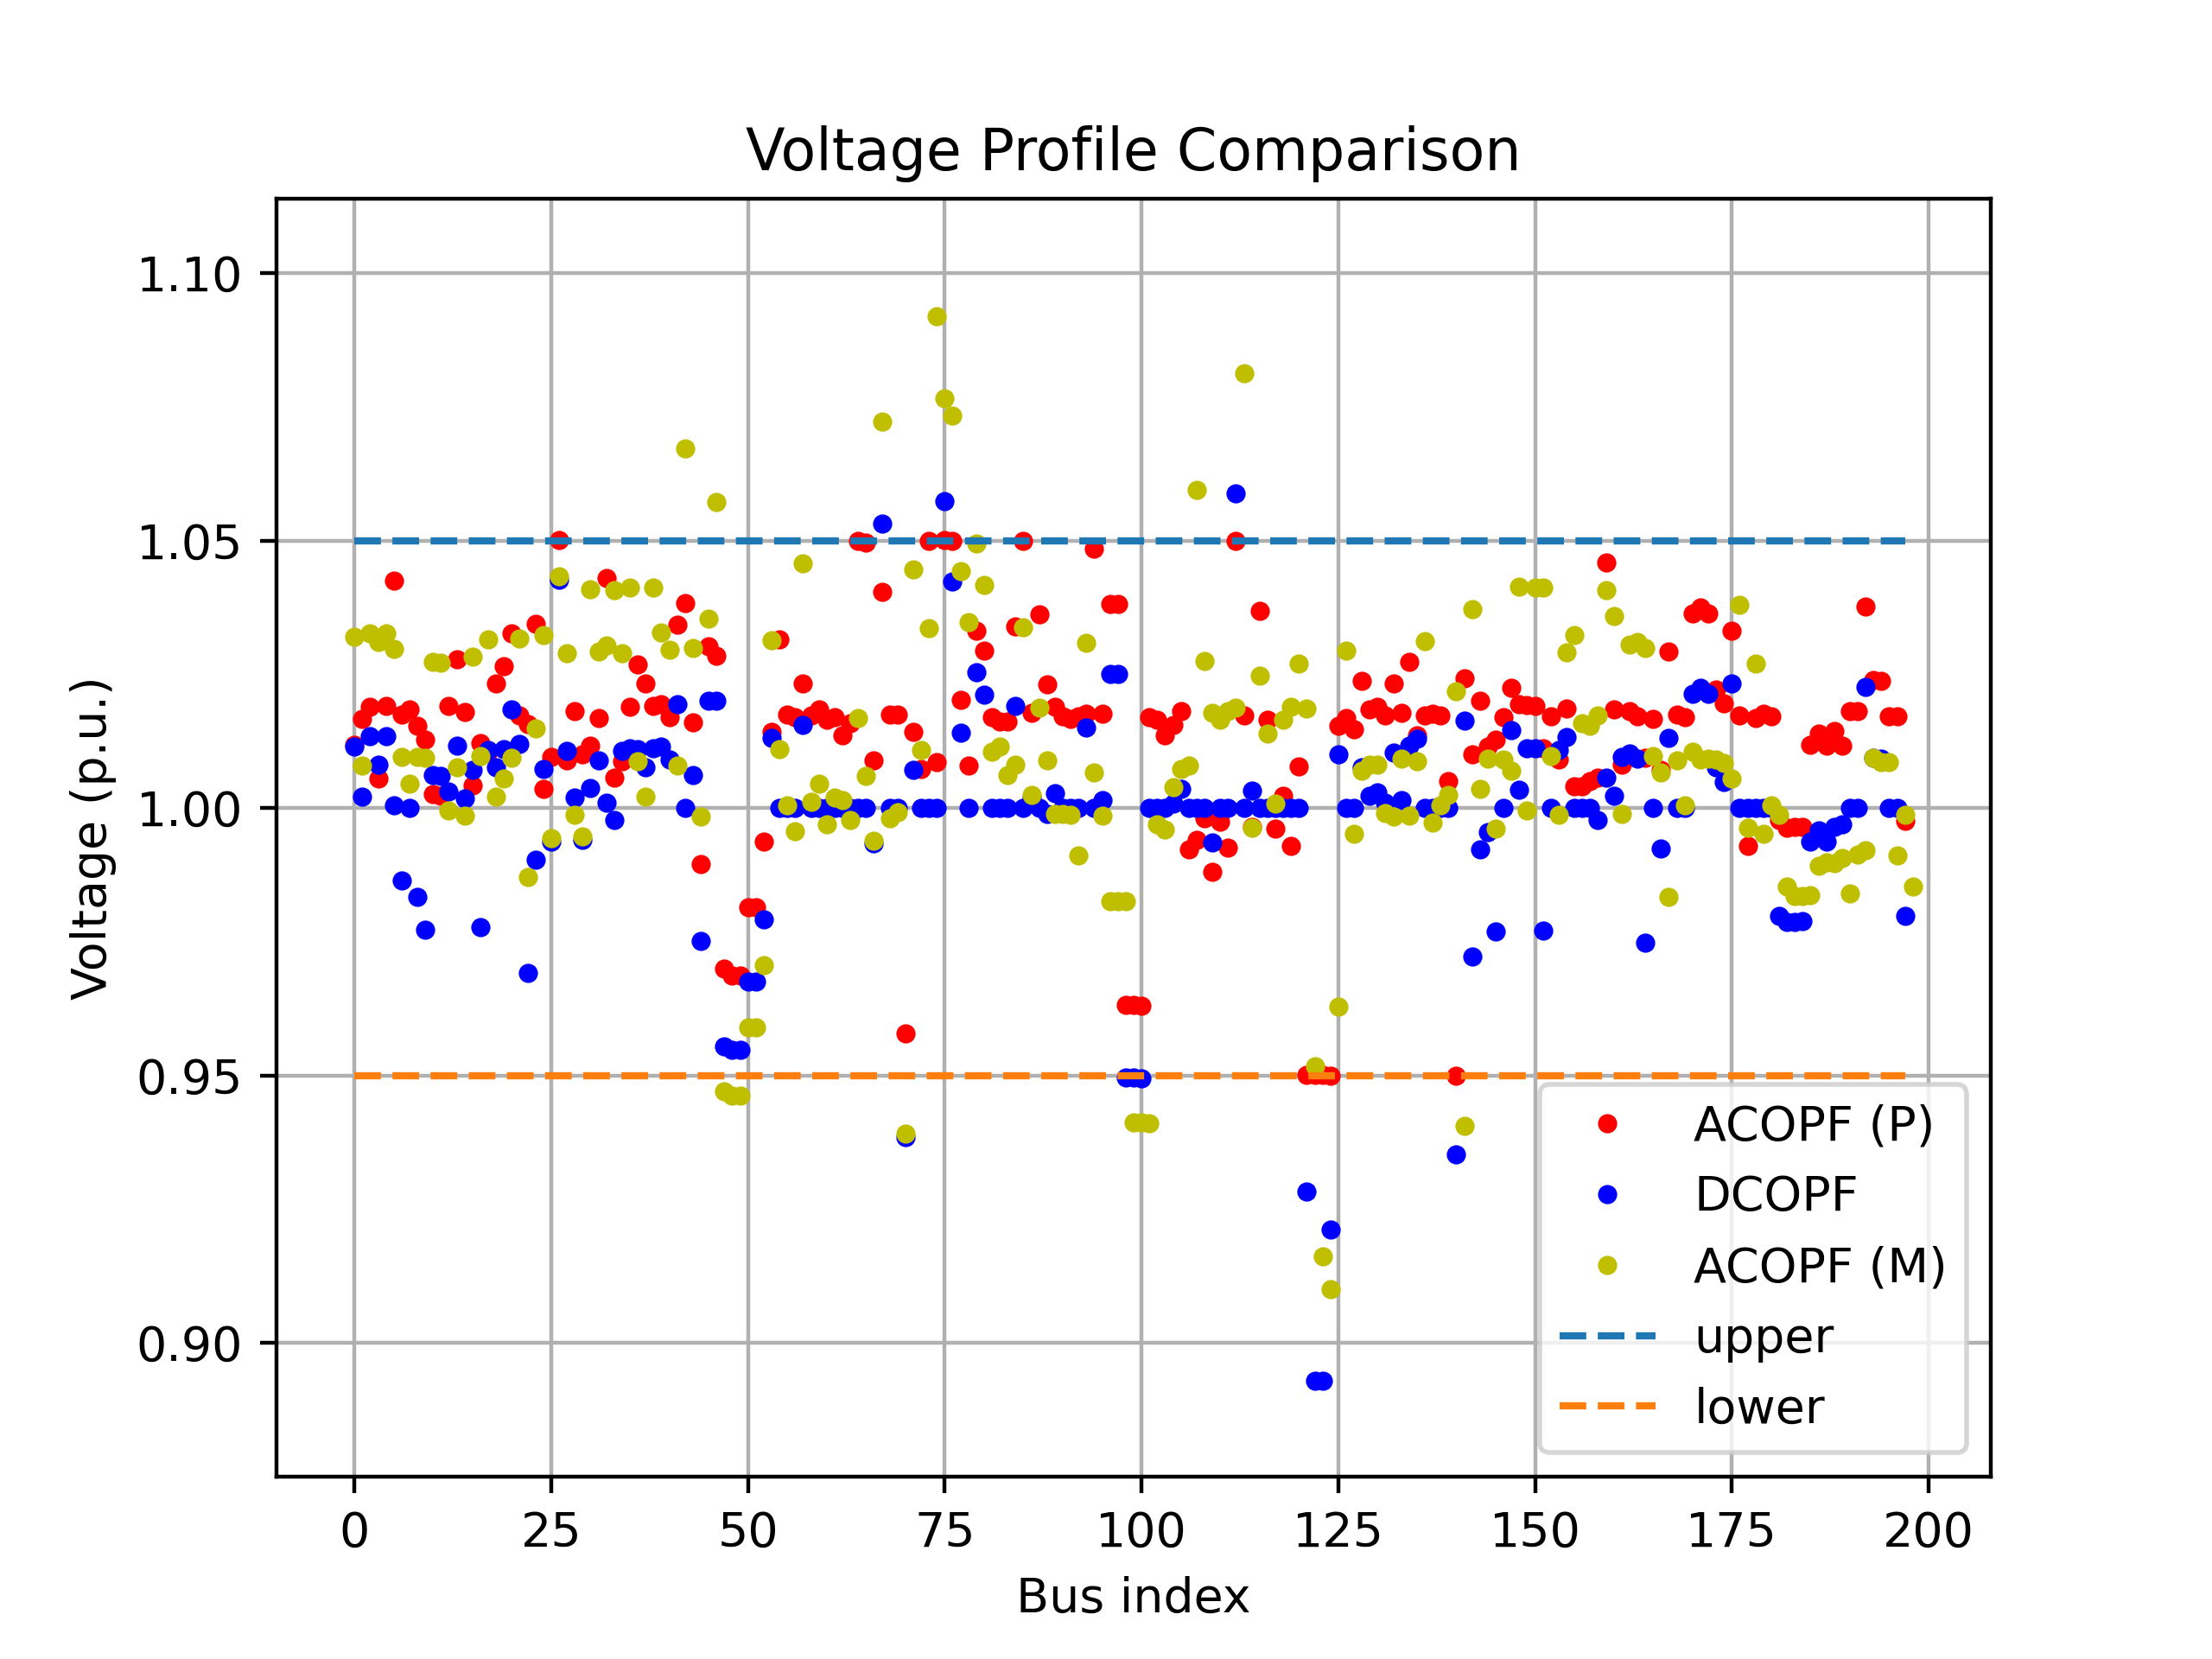 Voltage Profile Comparison
1.10
1.05
1.00
0.95
0.90
Voltage (p.u.)
0 25 50 75 100 125 150 175 200
Bus index
ACOPF (P)
DCOPF
ACOPF (M)
upper
lower